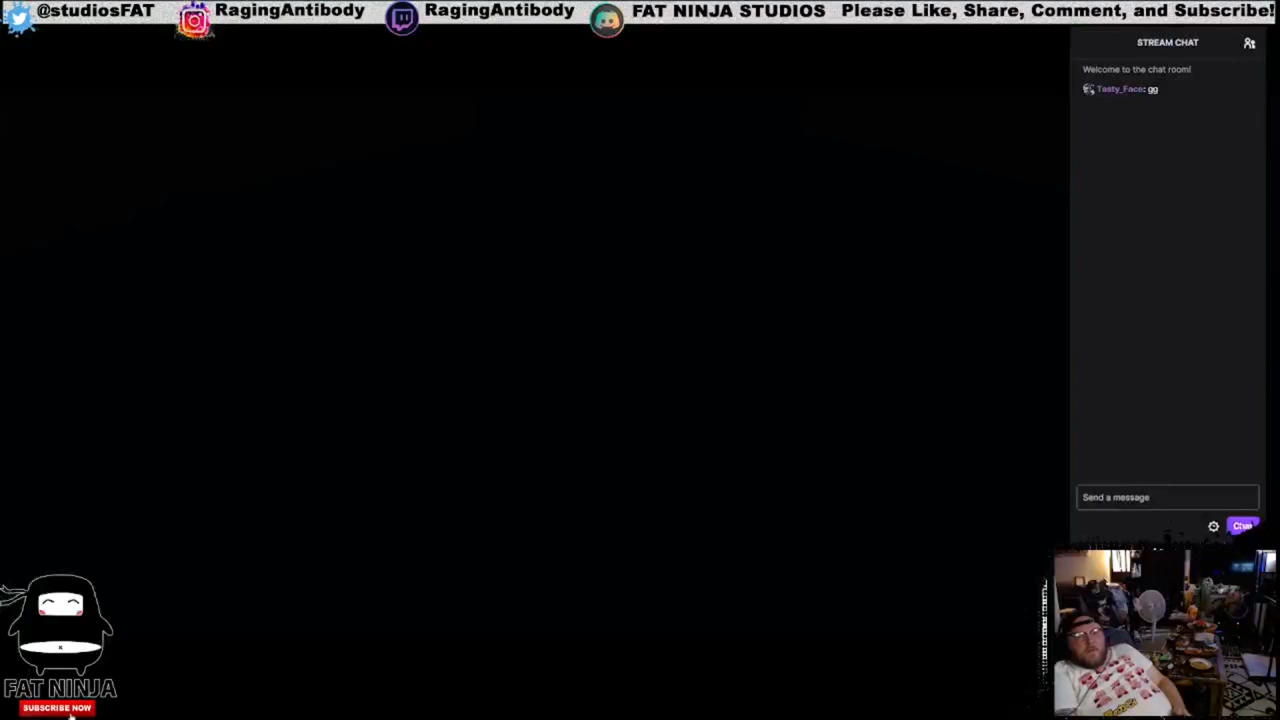 @studiosFAT RagingAntibody RagingAntibody FAT NINJA STUDIOS Please Like, Share, Comment, and Subscribe!
STREAM CHAT
Welcome to the chat room!
Tasty_Face: gg
Send a message
Chat
FAT NINJA
SUBSCRIBE NOW